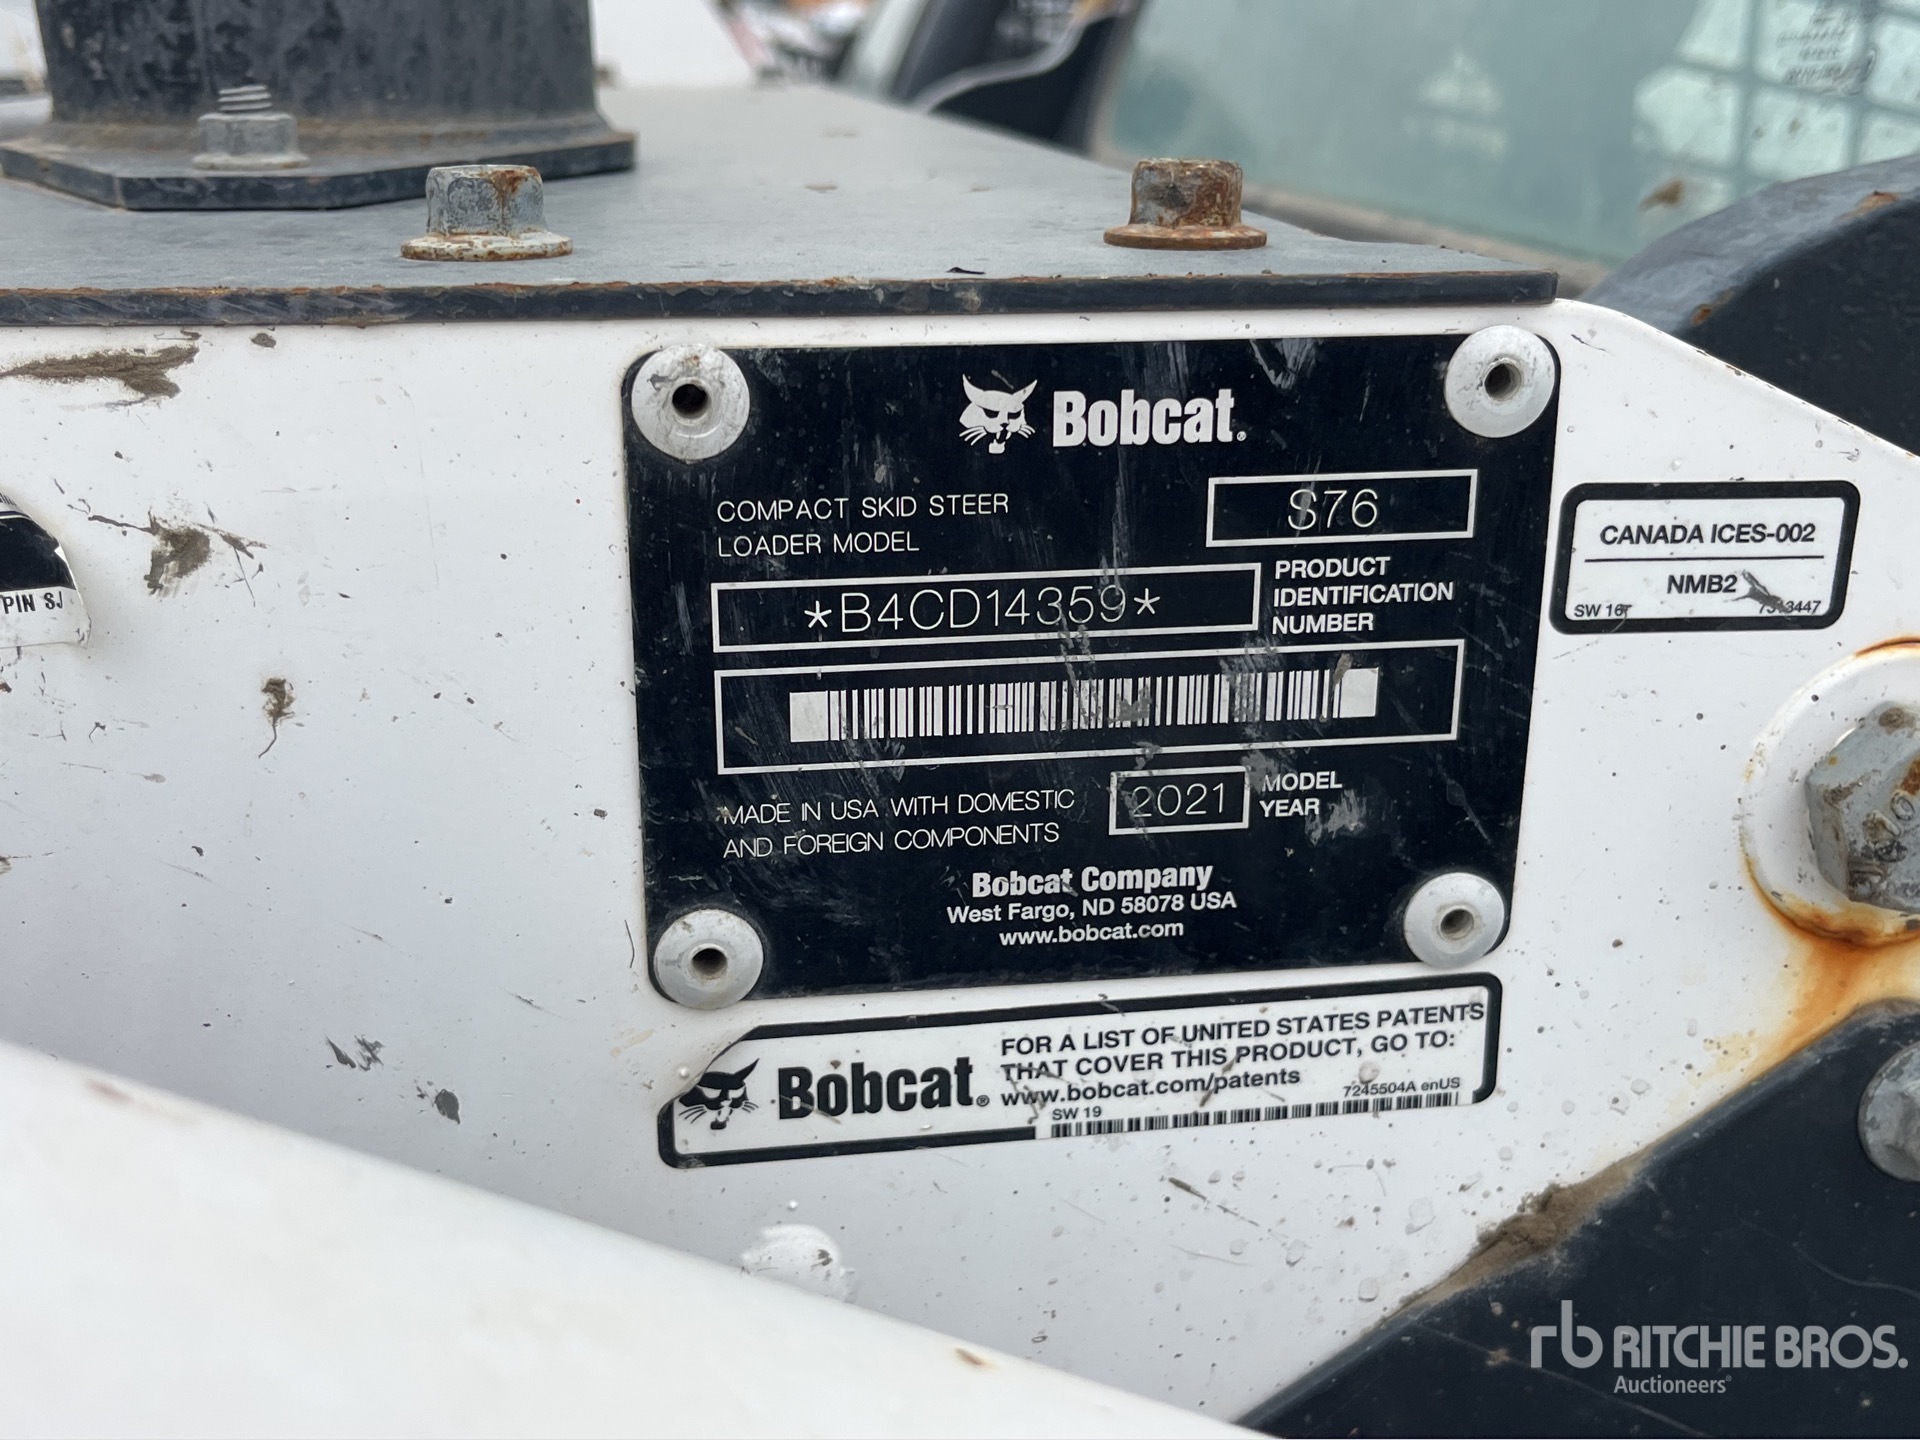 Bobcat®
COMPACT SKID STEER
LOADER MODEL
S76
*B4CD14359*
PRODUCT
IDENTIFICATION
NUMBER
MADE IN USA WITH DOMESTIC
AND FOREIGN COMPONENTS
2021
MODEL
YEAR
Bobcat Company
West Fargo, ND 58078 USA
www.bobcat.com
CANADA ICES-002
NMB2
SW 16
PIN SJ
Bobcat®
FOR A LIST OF UNITED STATES PATENTS
THAT COVER THIS PRODUCT, GO TO:
www.bobcat.com/patents
7245504A enUS
SW 19
rb RITCHIE BROS.
Auctioneers®